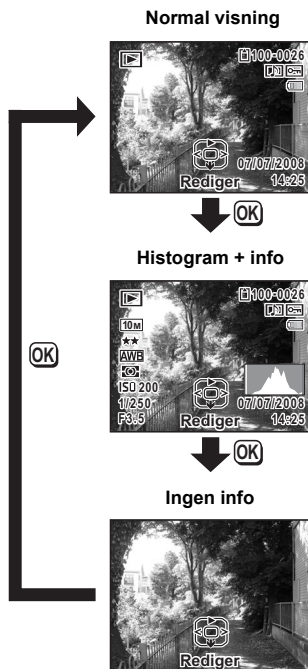 Normal visning
100-0026
07/07/2008
Rediger 14:25
OK
Histogram + info
100-0026
10M
AWB
ISO 200
1/250 07/07/2008
F3.5 Rediger 14:25
OK
OK
Ingen info
Rediger